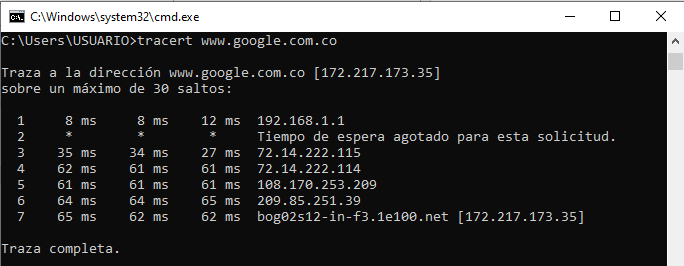 C:\Windows\system32\cmd.exe
C:\Users\USUARIO>tracert www.google.com.co
Traza a la dirección www.google.com.co [172.217.173.35]
sobre un máximo de 30 saltos:
1 8 ms 8 ms 12 ms 192.168.1.1
2 * * * Tiempo de espera agotado para esta solicitud.
3 35 ms 34 ms 27 ms 72.14.222.115
4 62 ms 61 ms 61 ms 72.14.222.114
5 61 ms 61 ms 61 ms 108.170.253.209
6 64 ms 64 ms 65 ms 209.85.251.39
7 65 ms 62 ms 62 ms bog02s12-in-f3.1e100.net [172.217.173.35]
Traza completa.